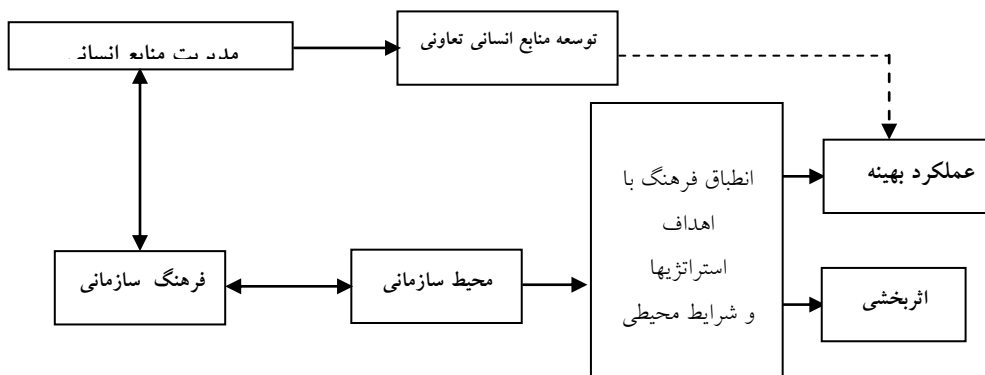 توسعه منابع انسانی تعاونی
مدیریت منابع انسانی
عملکرد بهینه
انطباق فرهنگ با
اهداف
استراتژیها
و شرایط محیطی
فرهنگ سازمانی
محیط سازمانی
اثربخشی